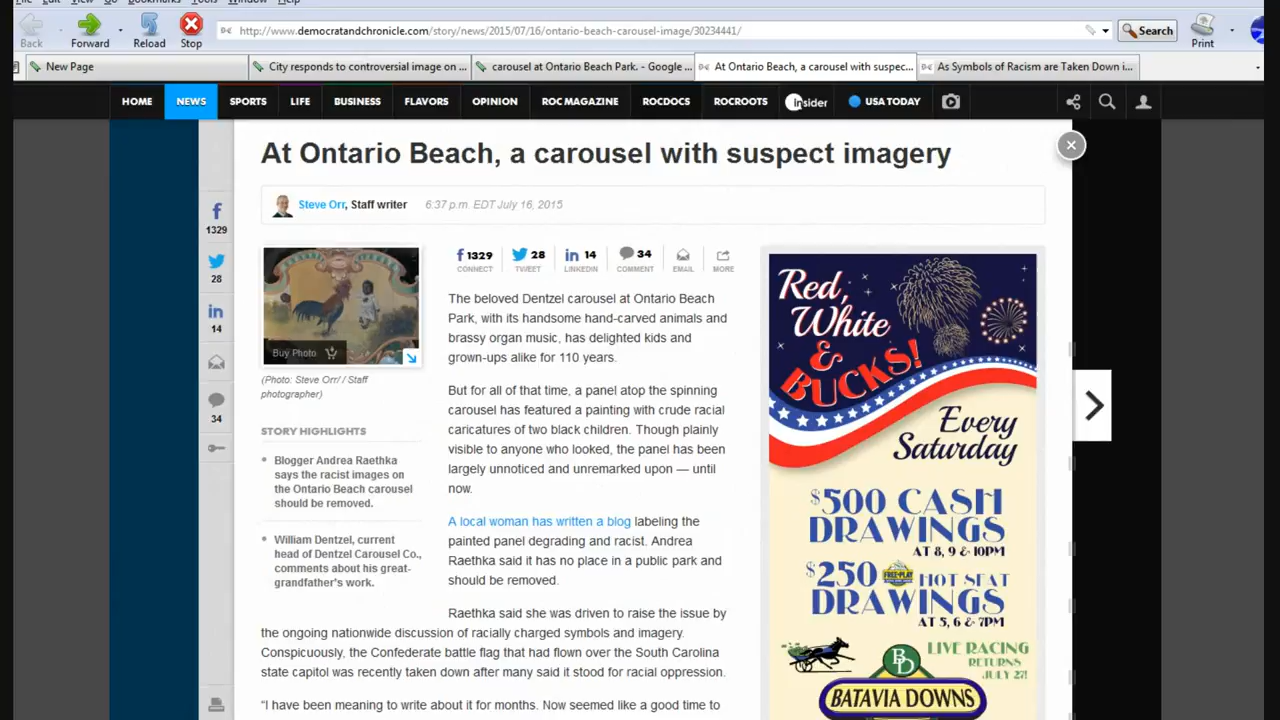 File Edit View Go Bookmarks Tools Window Help
Back
Forward
Reload
Stop
http://www.democratandchronicle.com/story/news/2015/07/16/ontario-beach-carousel-image/30234441/
Search
Print
New Page
City responds to controversial image on ...
carousel at Ontario Beach Park. - Google ...
At Ontario Beach, a carousel with suspec...
As Symbols of Racism are Taken Down i...
HOME
NEWS
SPORTS
LIFE
BUSINESS
FLAVORS
OPINION
ROC MAGAZINE
ROCDOCS
ROCROOTS
insider
USA TODAY
At Ontario Beach, a carousel with suspect imagery
Steve Orr, Staff writer 6:37 p.m. EDT July 16, 2015
1329
28
14
34
Buy Photo
(Photo: Steve Orr/ / Staff
photographer)
STORY HIGHLIGHTS
Blogger Andrea Raethka
says the racist images on
the Ontario Beach carousel
should be removed.
William Dentzel, current
head of Dentzel Carousel Co.,
comments about his great-
grandfather's work.
1329
CONNECT
28
TWEET
14
LINKEDIN
34
COMMENT
EMAIL
MORE
The beloved Dentzel carousel at Ontario Beach
Park, with its handsome hand-carved animals and
brassy organ music, has delighted kids and
grown-ups alike for 110 years.
But for all of that time, a panel atop the spinning
carousel has featured a painting with crude racial
caricatures of two black children. Though plainly
visible to anyone who looked, the panel has been
largely unnoticed and unremarked upon — until
now.
A local woman has written a blog labeling the
painted panel degrading and racist. Andrea
Raethka said it has no place in a public park and
should be removed.
Raethka said she was driven to raise the issue by
the ongoing nationwide discussion of racially charged symbols and imagery.
Conspicuously, the Confederate battle flag that had flown over the South Carolina
state capitol was recently taken down after many said it stood for racial oppression.
"I have been meaning to write about it for months. Now seemed like a good time to
Red,
White
&
BUCKS!
Every
Saturday
$500 CASH
DRAWINGS
AT 8, 9 & 10PM
$250 FREE PLAY HOT SEAT
DRAWINGS
AT 5, 6 & 7PM
BD
LIVE RACING
RETURNS
JULY 27!
BATAVIA DOWNS